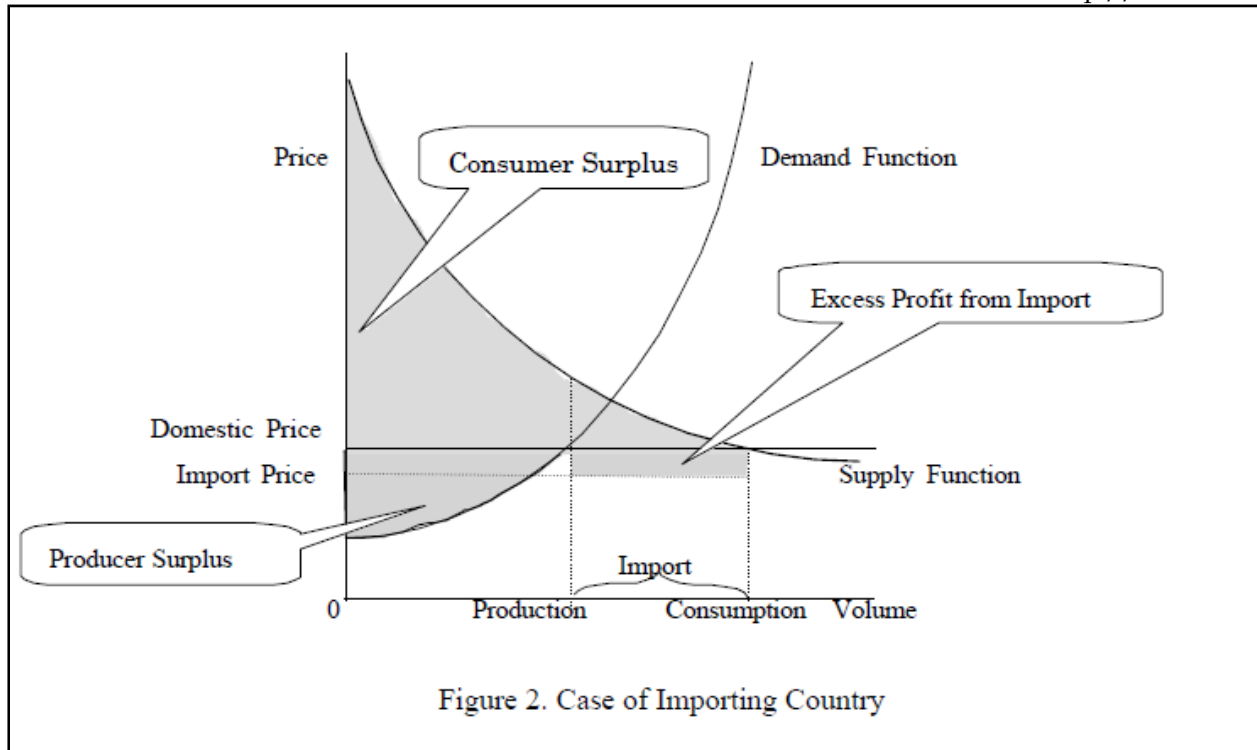 Price
Consumer Surplus
Demand Function
Excess Profit from Import
Domestic Price
Import Price
Supply Function
Producer Surplus
Import
0
Production
Consumption
Volume
Figure 2. Case of Importing Country